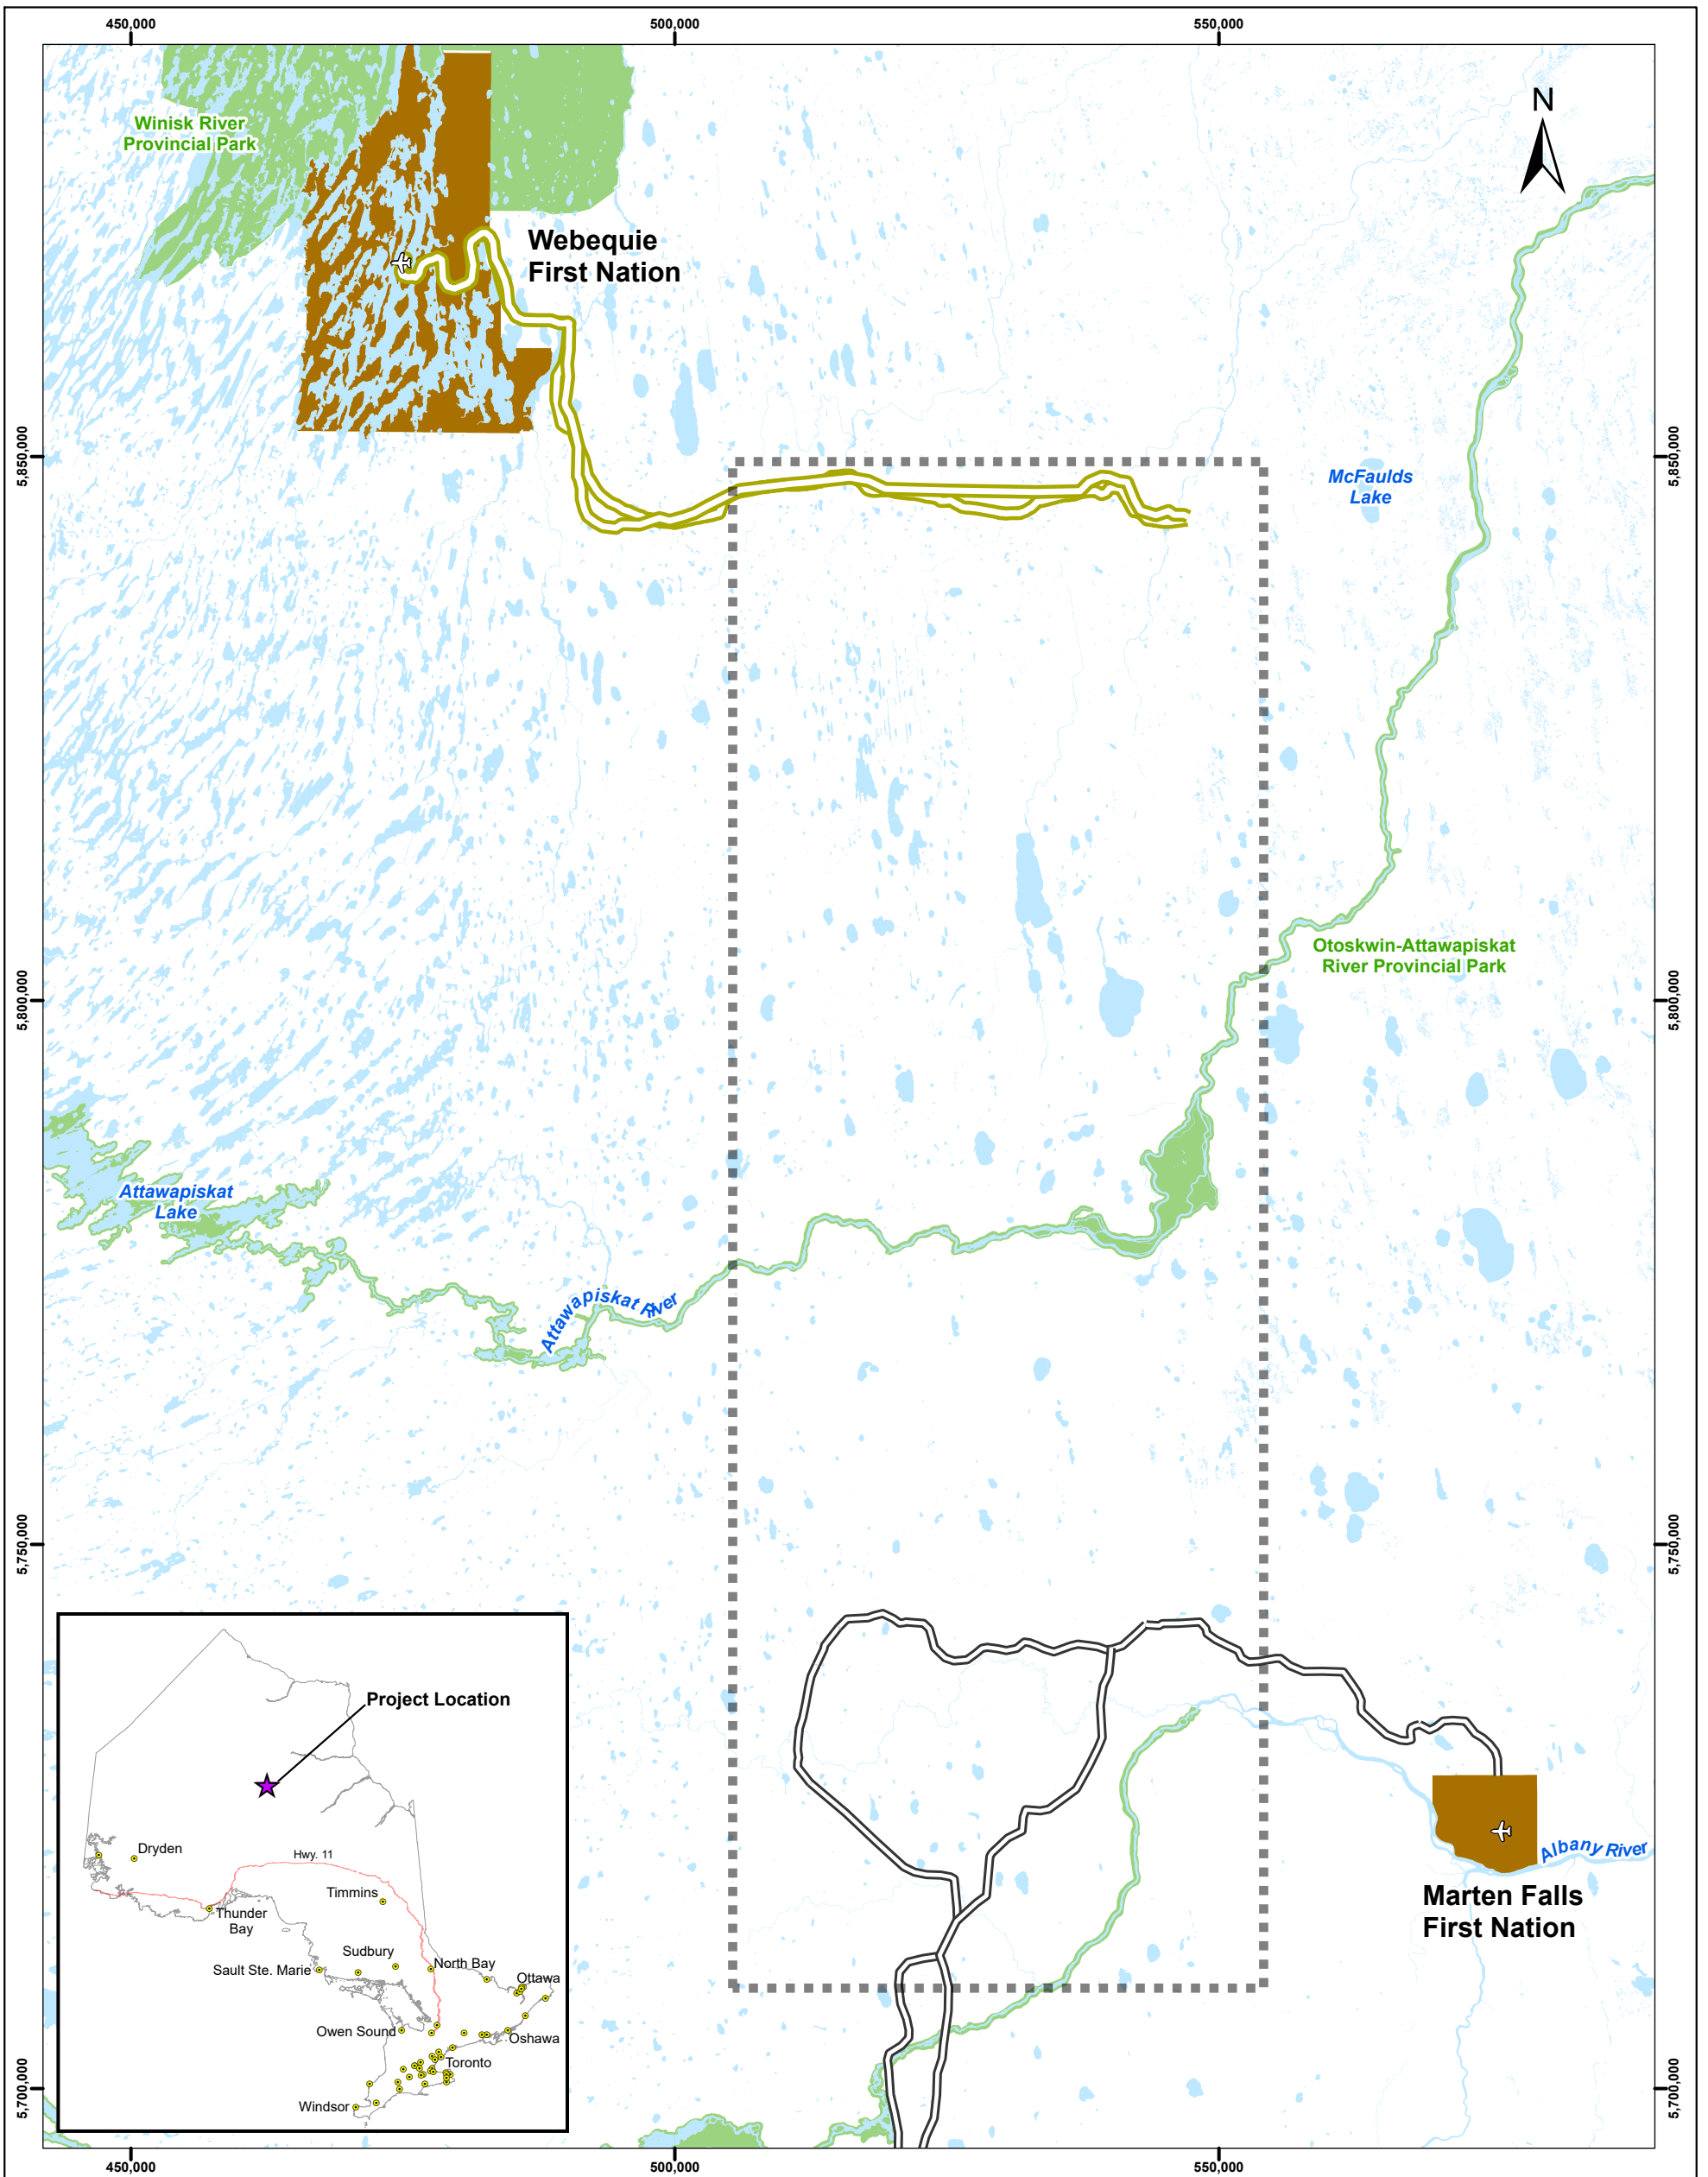 450,000
500,000
550,000
N
Winisk River
Provincial Park
Webequie
First Nation
5,850,000
5,850,000
McFaulds
Lake
Otoskwin-Attawapiskat
River Provincial Park
5,800,000
5,800,000
Attawapiskat
Lake
Attawapiskat River
5,750,000
5,750,000
Project Location
Dryden
Hwy. 11
Timmins
Thunder
Bay
Sudbury
Sault Ste. Marie
North Bay
Ottawa
Owen Sound
Oshawa
Toronto
Windsor
Albany River
Marten Falls
First Nation
5,700,000
5,700,000
450,000
500,000
550,000